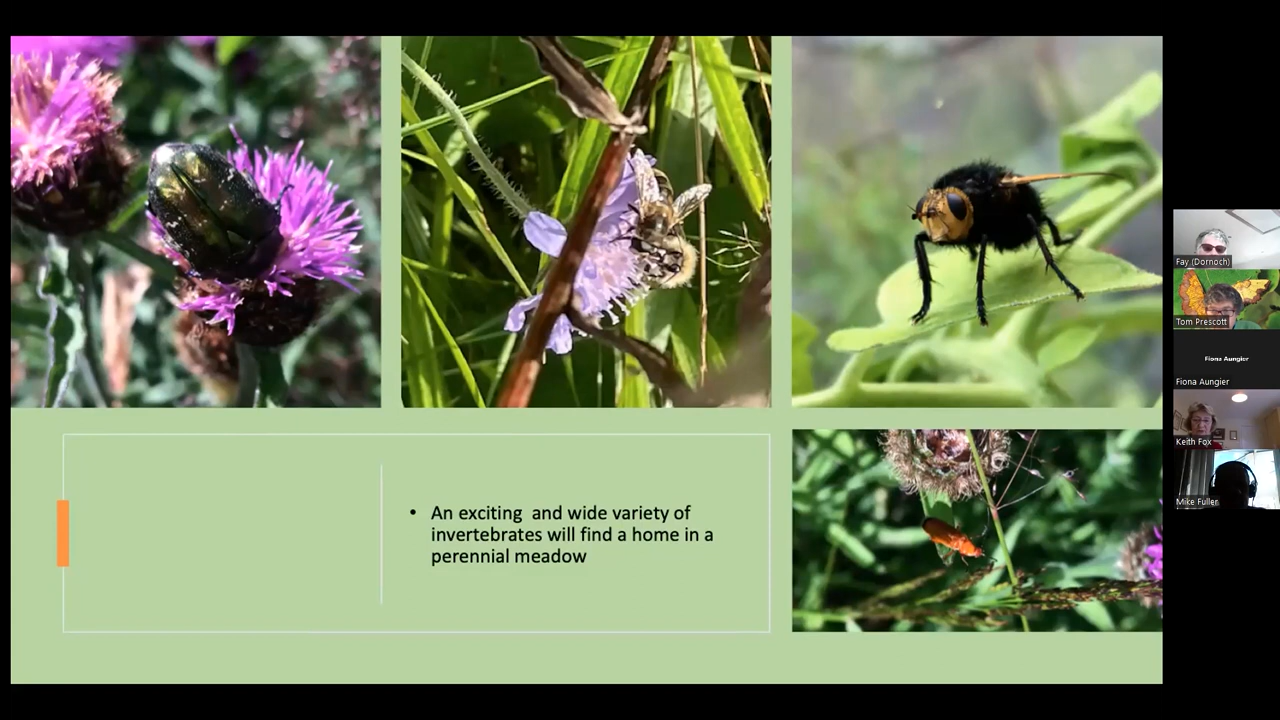 • An exciting  and wide variety of
invertebrates will find a home in a
perennial meadow
Fay (Dornoch)
Tom Prescott
Fiona Aungier
Fiona Aungier
Keith Fox
Mike Fuller